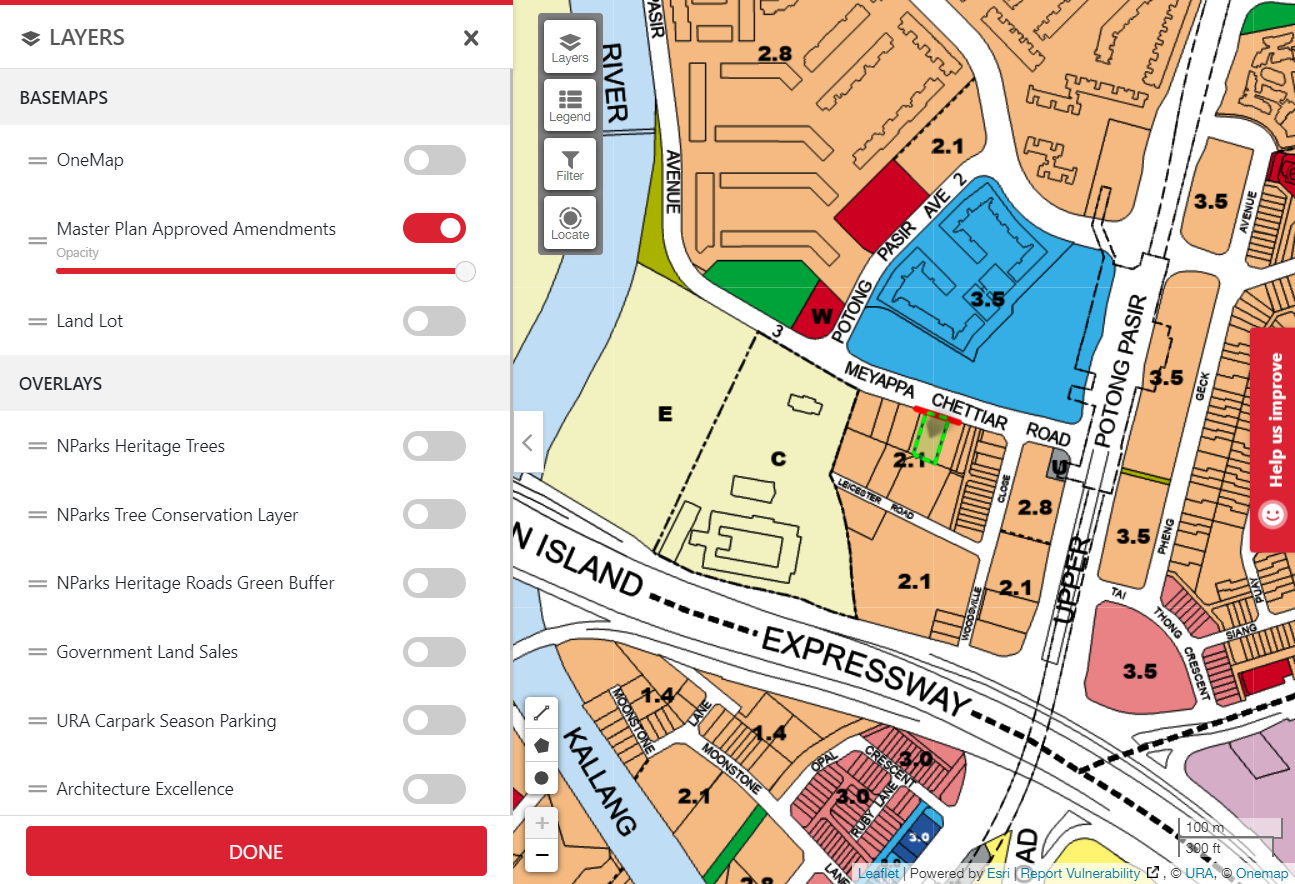 LAYERS
BASEMAPS
OneMap
Master Plan Approved Amendments
Opacity
Land Lot
OVERLAYS
NParks Heritage Trees
NParks Tree Conservation Layer
NParks Heritage Roads Green Buffer
Government Land Sales
URA Carpark Season Parking
Architecture Excellence
DONE
Layers
Legend
Filter
Locate
RIVER
PASIR
AVENUE
2.8
2.1
3.5
AVENUE
POTONG PASIR AVE 2
3.5
W
3
MEYAPPA CHETTIAR ROAD
POTONG PASIR
3.5
GECK
E
C
2.1
U
LEICESTER ROAD
CLOSE
2.8
3.5
PHENG
2.1
2.1
WOODSVILLE
UPPER
TAI
THONG
CRESCENT
SIANG
PUAY
3.5
N ISLAND
EXPRESSWAY
1.4
MOONSTONE
LANE
1.4
MOONSTONE
KALLANG
2.1
OPAL
CRESCENT
3.0
3.0
RUBY LANE
3.0
LANE
2.8
Help us improve
100 m
300 ft
Leaflet | Powered by Esri | Report Vulnerability , © URA, © Onemap